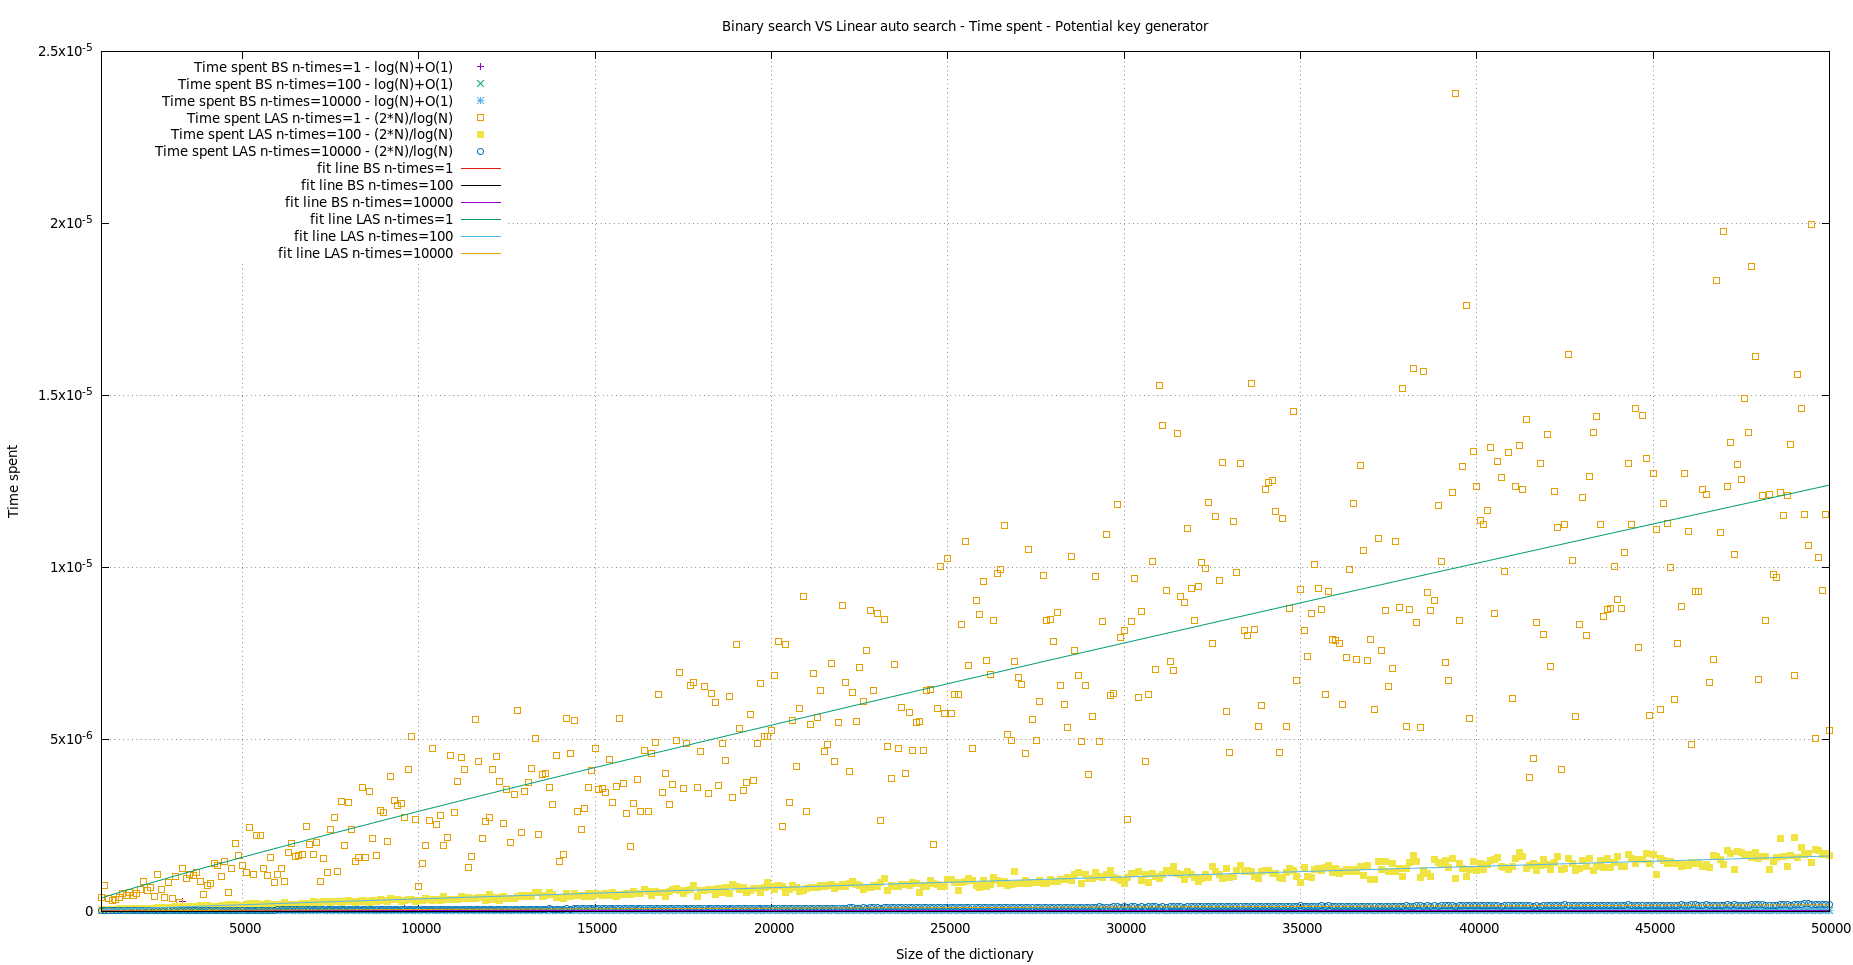 Binary search VS Linear auto search - Time spent - Potential key generator
2.5x10-5
Time spent BS n-times=1 - log(N)+O(1)
Time spent BS n-times=100 - log(N)+O(1)
Time spent BS n-times=10000 - log(N)+O(1)
Time spent LAS n-times=1 - (2*N)/log(N)
Time spent LAS n-times=100 - (2*N)/log(N)
Time spent LAS n-times=10000 - (2*N)/log(N)
fit line BS n-times=1
fit line BS n-times=100
fit line BS n-times=10000
fit line LAS n-times=1
fit line LAS n-times=100
fit line LAS n-times=10000
2x10-5
1.5x10-5
1x10-5
5x10-6
0
Time spent
5000 10000 15000 20000 25000 30000 35000 40000 45000 50000
Size of the dictionary